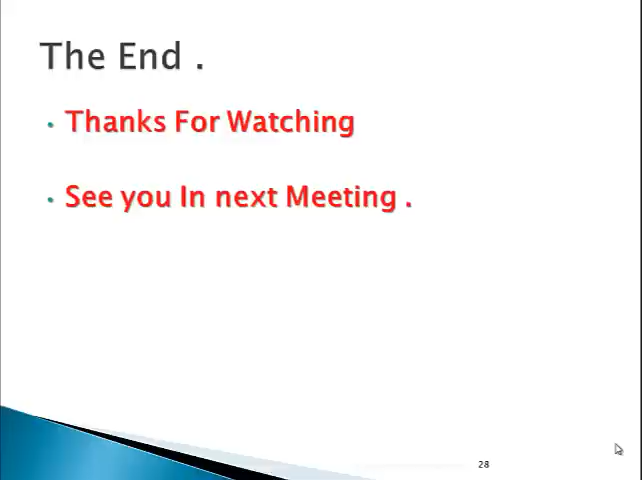 The End .
• Thanks For Watching
• See you In next Meeting .
28